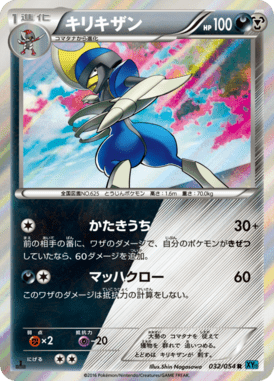 1進化
キリキザン
HP100
コマタナから進化
全国図鑑NO.625 とうじんポケモン 高さ:1.6m 重さ:70.0kg
かたきうち 30+
前の相手の番に、ワザのダメージで、自分のポケモンがきぜつ
していたなら、60ダメージを追加。
マッハクロー 60
このワザのダメージは抵抗力の計算をしない。
弱点 ×2 抵抗力 -20
にげる
大勢の コマタナを 従えて
獲物を 群れで 追いつめる。
とどめは キリキザンが 刺す。
Illus.Shin Nagasawa
032/054 R
©2016 Pokémon/Nintendo/Creatures/GAME FREAK.